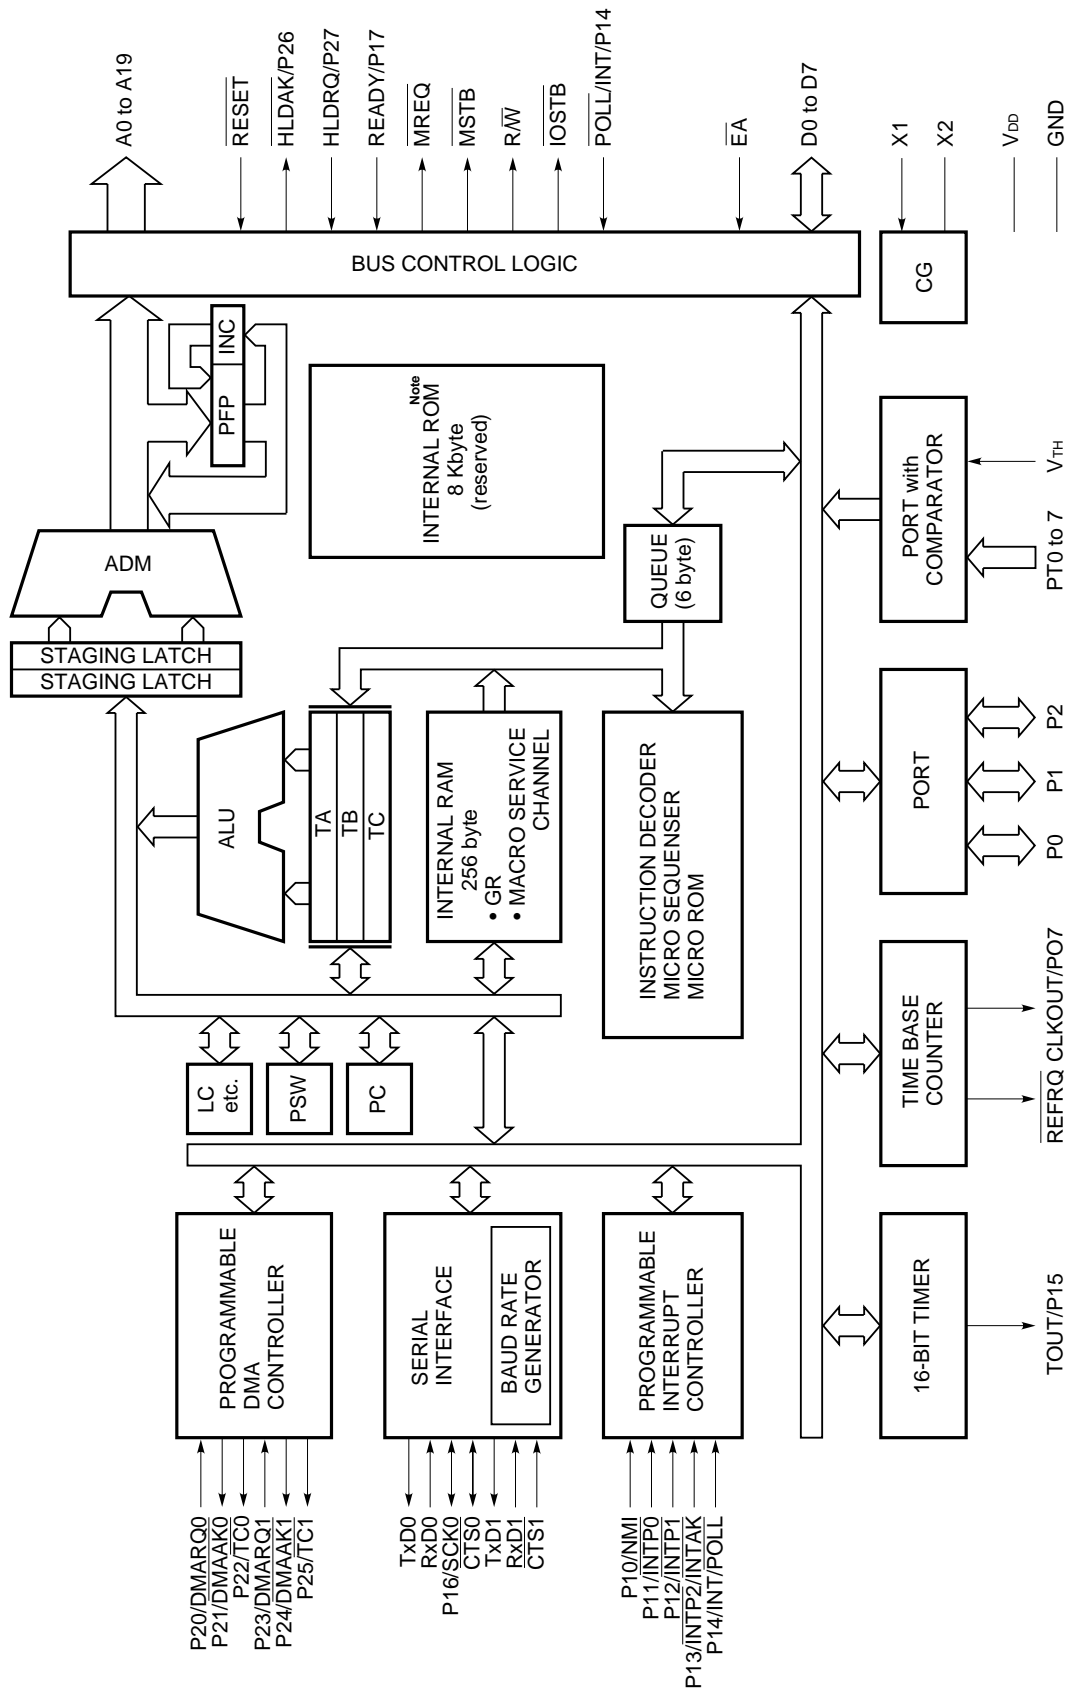 A0 to A19
RESET
HLDAK/P26
HLDRQ/P27
READY/P17
MREQ
MSTB
R/W
IOSTB
POLL/INT/P14
EA
D0 to D7
X1
X2
VDD
GND
BUS CONTROL LOGIC
CG
INC
PFP
ADM
STAGING LATCH
STAGING LATCH
INTERNAL ROM Note
8 Kbyte
(reserved)
QUEUE
(6 byte)
PORT with
COMPARATOR
VTH
PT0 to 7
ALU
TA
TB
TC
INTERNAL RAM
256 byte
• GR
• MACRO SERVICE
CHANNEL
INSTRUCTION DECODER
MICRO SEQUENSER
MICRO ROM
PORT
P2
P1
P0
LC
etc.
PSW
PC
TIME BASE
COUNTER
CLKOUT/PO7
REFRQ
PROGRAMMABLE
DMA
CONTROLLER
SERIAL
INTERFACE
BAUD RATE
GENERATOR
PROGRAMMABLE
INTERRUPT
CONTROLLER
16-BIT TIMER
TOUT/P15
P20/DMARQ0
P21/DMAAK0
P22/TC0
P23/DMARQ1
P24/DMAAK1
P25/TC1
TxD0
RxD0
P16/SCK0
CTS0
TxD1
RxD1
CTS1
P10/NMI
P11/INTP0
P12/INTP1
P13/INTP2/INTAK
P14/INT/POLL